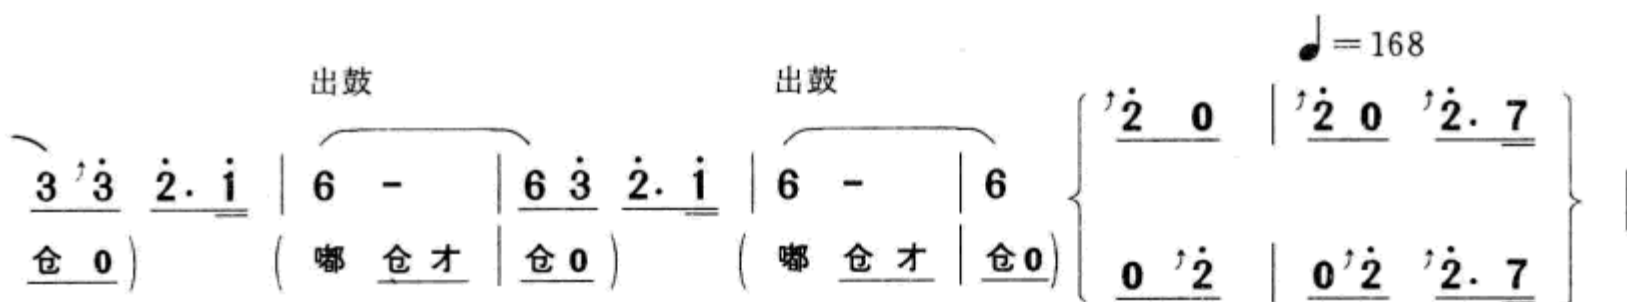 ♩=168
出鼓 出鼓
2̇ 0 | 2̇ 0 2̇. 7
3 3̇ 2̇. 1̇ | 6 - | 6 3̇ 2̇. 1̇ | 6 - | 6
仓 0) (嘟 仓 才 | 仓 0) (嘟 仓 才 | 仓 0)
0 2̇ | 0 2̇ 2̇. 7